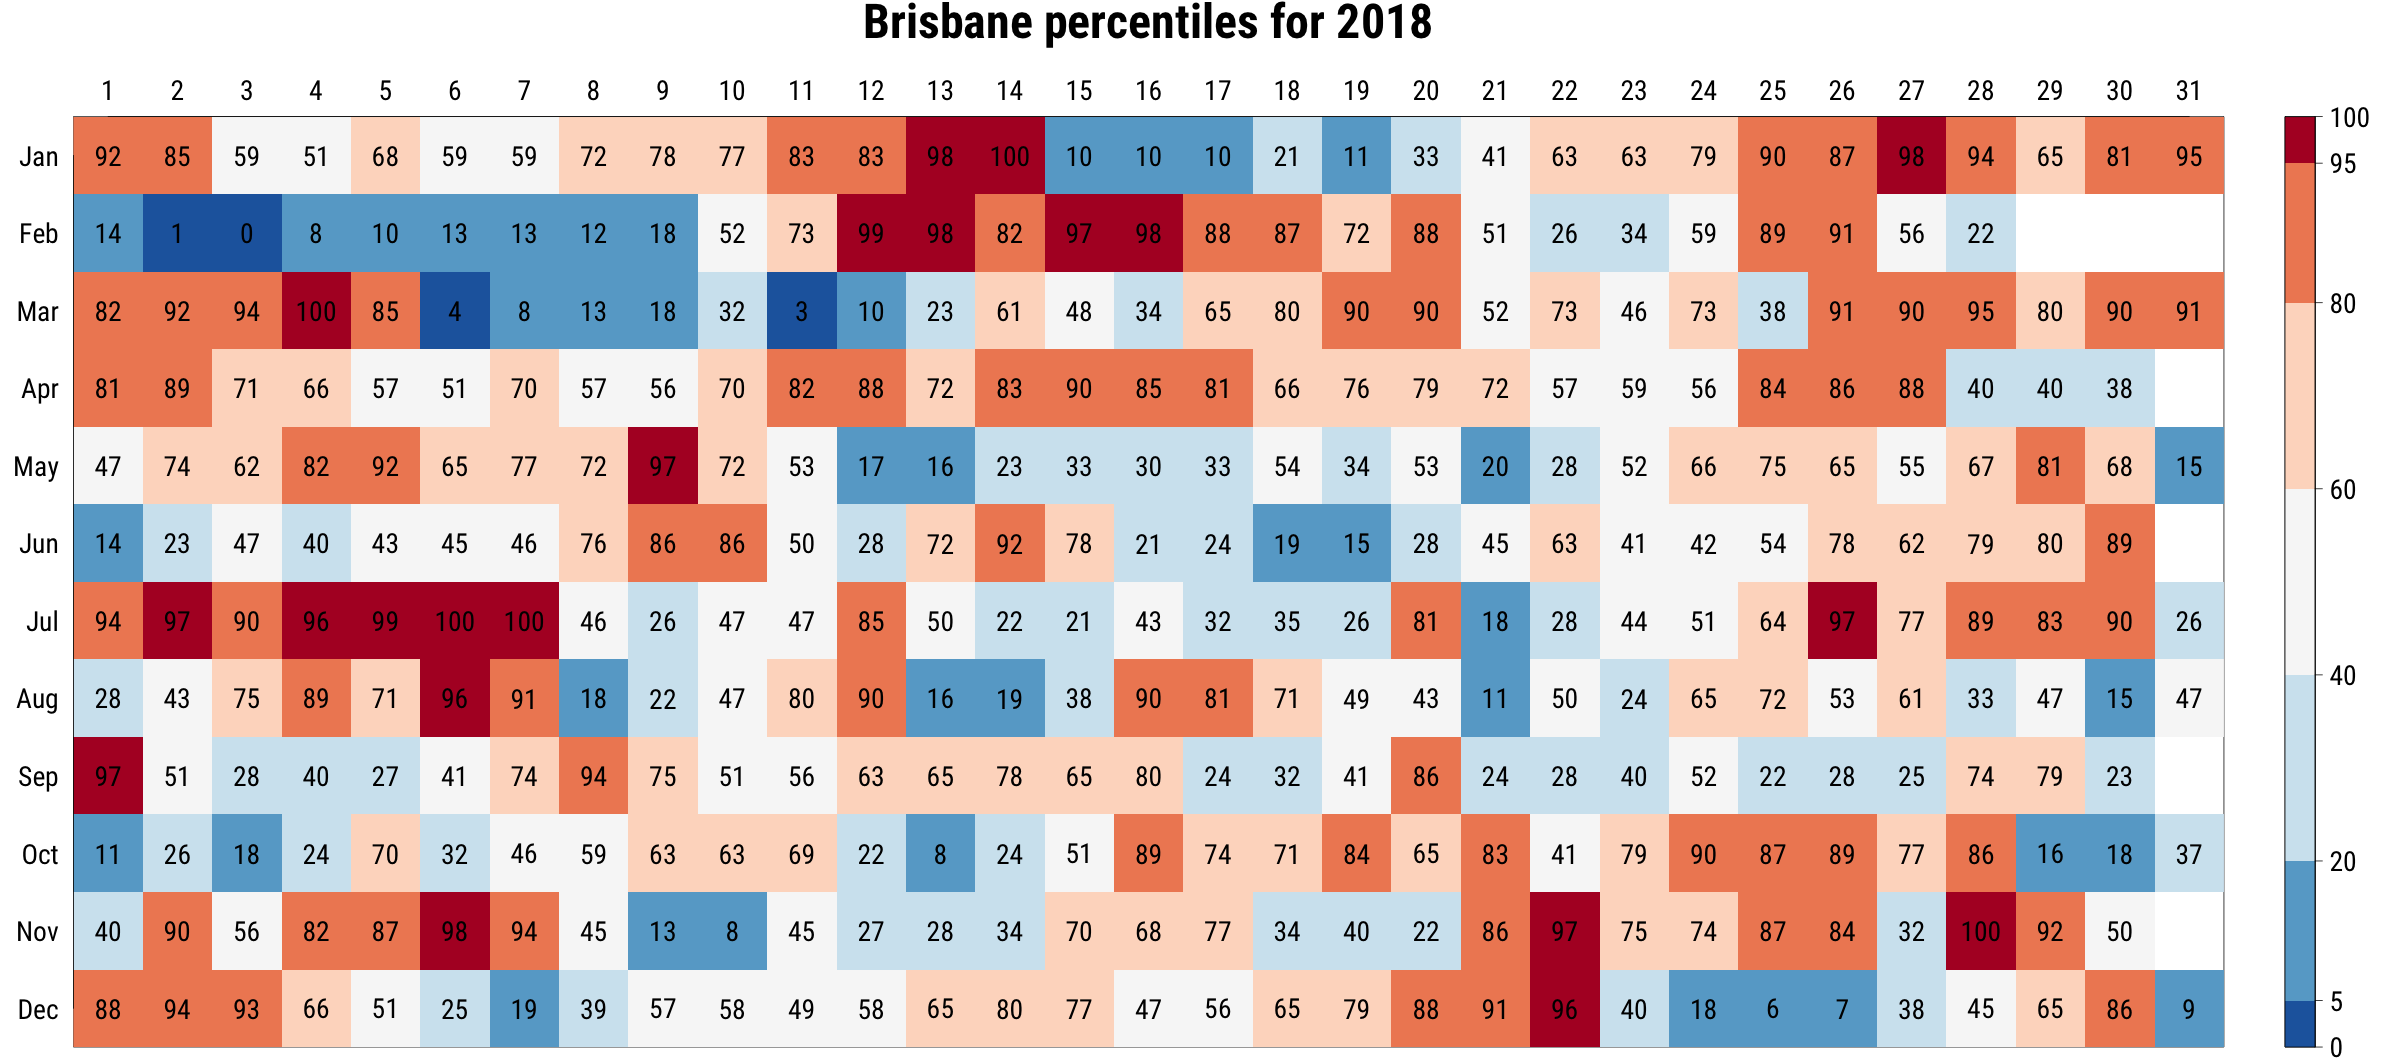 Brisbane percentiles for 2018
1 2 3 4 5 6 7 8 9 10 11 12 13 14 15 16 17 18 19 20 21 22 23 24 25 26 27 28 29 30 31
Jan 92 85 59 51 68 59 59 72 78 77 83 83 98 100 10 10 10 21 11 33 41 63 63 79 90 87 98 94 65 81 95
Feb 14 1 0 8 10 13 13 12 18 52 73 99 98 82 97 98 88 87 72 88 51 26 34 59 89 91 56 22
Mar 82 92 94 100 85 4 8 13 18 32 3 10 23 61 48 34 65 80 90 90 52 73 46 73 38 91 90 95 80 90 91
Apr 81 89 71 66 57 51 70 57 56 70 82 88 72 83 90 85 81 66 76 79 72 57 59 56 84 86 88 40 40 38
May 47 74 62 82 92 65 77 72 97 72 53 17 16 23 33 30 33 54 34 53 20 28 52 66 75 65 55 67 81 68 15
Jun 14 23 47 40 43 45 46 76 86 86 50 28 72 92 78 21 24 19 15 28 45 63 41 42 54 78 62 79 80 89
Jul 94 97 90 96 99 100 100 46 26 47 47 85 50 22 21 43 32 35 26 81 18 28 44 51 64 97 77 89 83 90 26
Aug 28 43 75 89 71 96 91 18 22 47 80 90 16 19 38 90 81 71 49 43 11 50 24 65 72 53 61 33 47 15 47
Sep 97 51 28 40 27 41 74 94 75 51 56 63 65 78 65 80 24 32 41 86 24 28 40 52 22 28 25 74 79 23
Oct 11 26 18 24 70 32 46 59 63 63 69 22 8 24 51 89 74 71 84 65 83 41 79 90 87 89 77 86 16 18 37
Nov 40 90 56 82 87 98 94 45 13 8 45 27 28 34 70 68 77 34 40 22 86 97 75 74 87 84 32 100 92 50
Dec 88 94 93 66 51 25 19 39 57 58 49 58 65 80 77 47 56 65 79 88 91 96 40 18 6 7 38 45 65 86 9
100
95
80
60
40
20
5
0